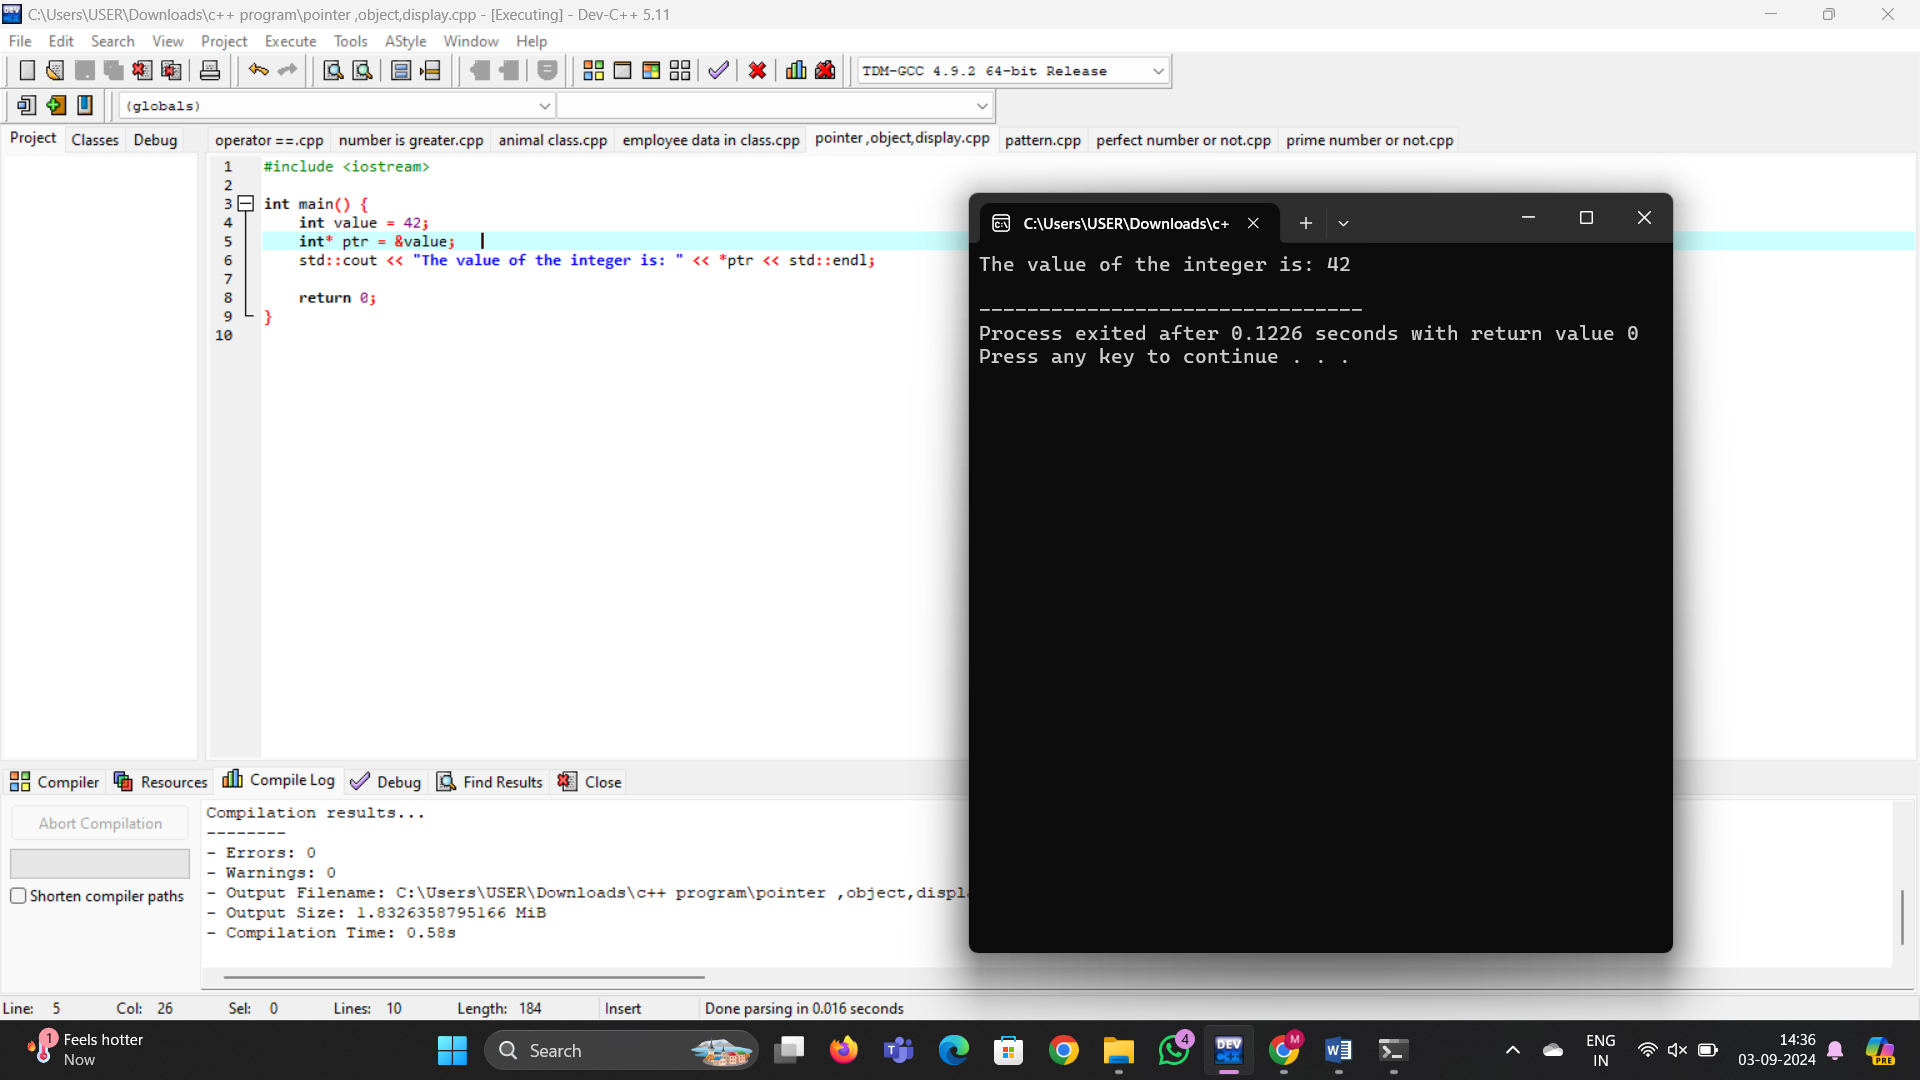 C:\Users\USER\Downloads\c++ program\pointer ,object,display.cpp - [Executing] - Dev-C++ 5.11
File Edit Search View Project Execute Tools AStyle Window Help
TDM-GCC 4.9.2 64-bit Release
(globals)
Project Classes Debug
operator ==.cpp number is greater.cpp animal class.cpp employee data in class.cpp pointer ,object,display.cpp pattern.cpp perfect number or not.cpp prime number or not.cpp
1 #include <iostream>
2
3 int main() {
4 int value = 42;
5 int* ptr = &value;
6 std::cout << "The value of the integer is: " << *ptr << std::endl;
7
8 return 0;
9 }
10
C:\Users\USER\Downloads\c+
The value of the integer is: 42
--------------------------------
Process exited after 0.1226 seconds with return value 0
Press any key to continue . . .
Compiler Resources Compile Log Debug Find Results Close
Abort Compilation
Shorten compiler paths
Compilation results...
--------
- Errors: 0
- Warnings: 0
- Output Filename: C:\Users\USER\Downloads\c++ program\pointer ,object,displa
- Output Size: 1.8326358795166 MiB
- Compilation Time: 0.58s
Line: 5 Col: 26 Sel: 0 Lines: 10 Length: 184 Insert Done parsing in 0.016 seconds
1
Feels hotter
Now
Search
4
DEV
C++
M
ENG
IN
14:36
03-09-2024
PRE